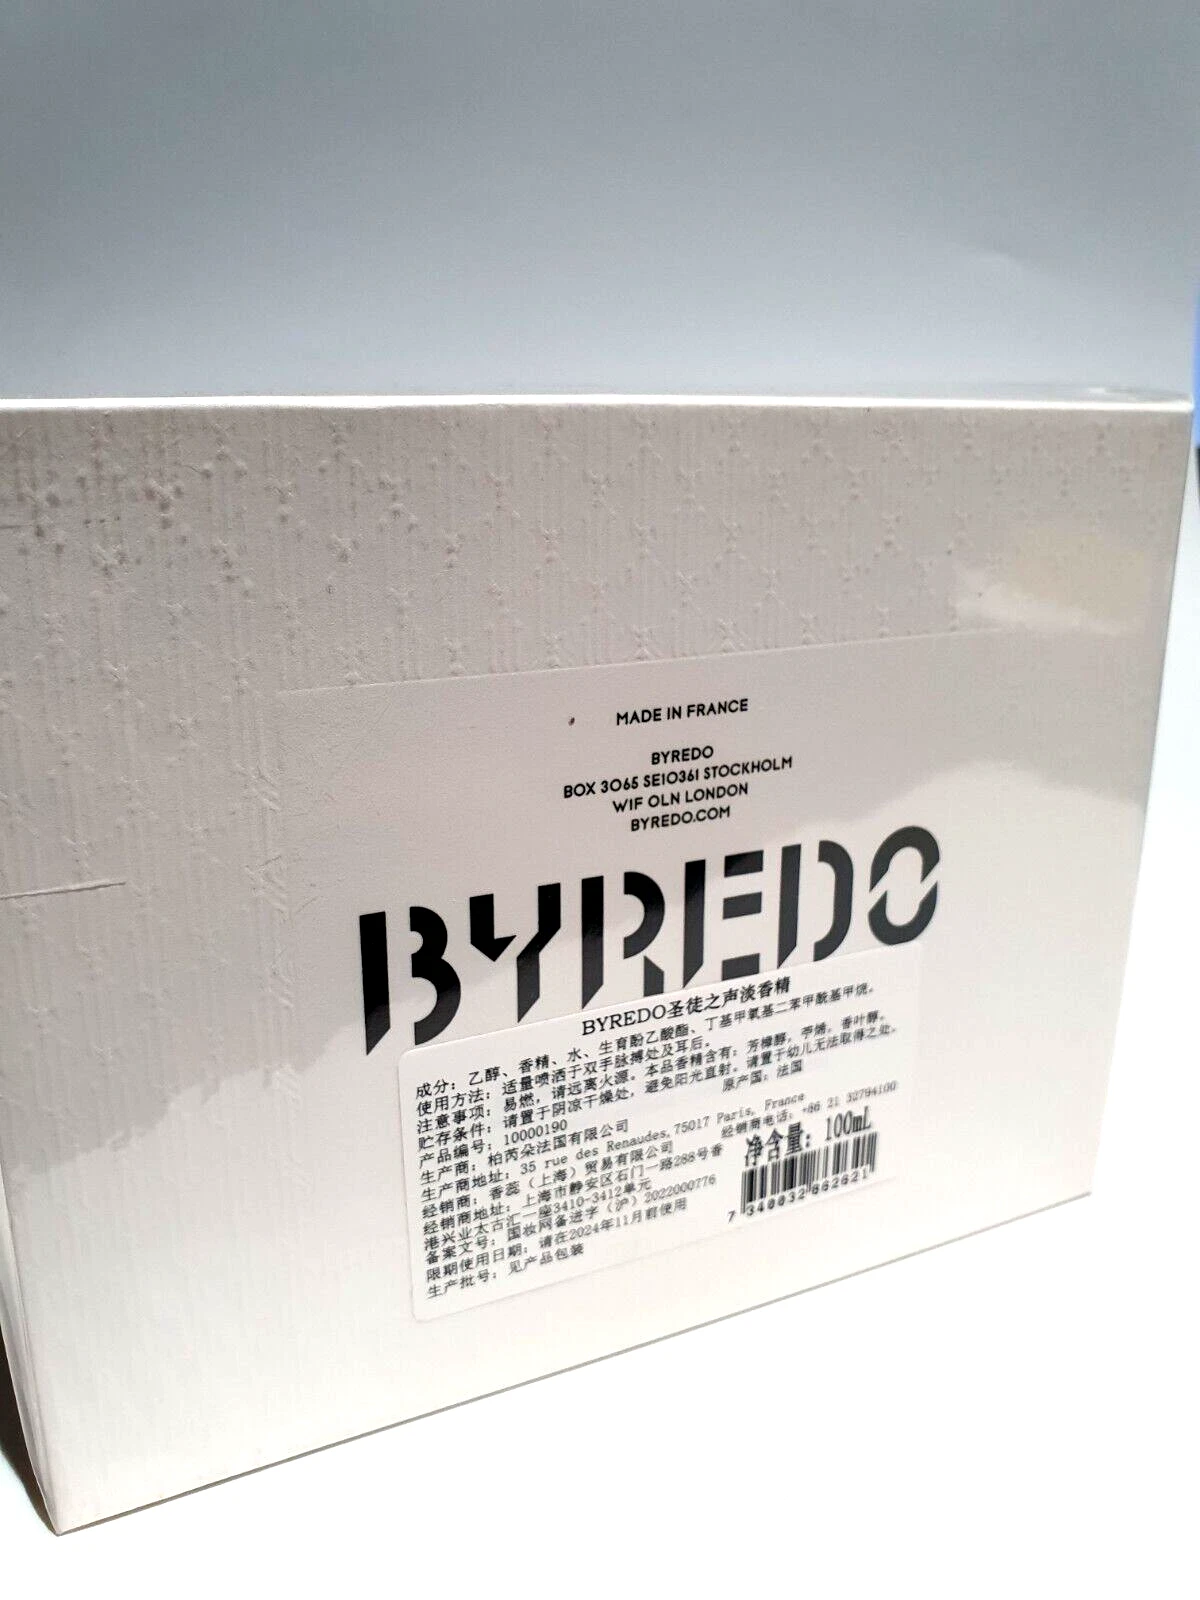 MADE IN FRANCE
BYREDO
BOX 3065 SE10361 STOCKHOLM
W1F OLN LONDON
BYREDO.COM
BYREDO
BYREDO圣徒之声淡香精
成分：乙醇、香精、水、生育酚乙酸酯、丁基甲氧基二苯甲酰基甲烷。
使用方法：适量喷洒于双手脉搏处及耳后。
注意事项：易燃，请远离火源。本品香精含有：芳樟醇，苧烯，香叶醇。
贮存条件：请置于阴凉干燥处，避免阳光直射。请置于幼儿无法取得之处。
产品编号：10000190 原产国：法国
生产商：柏芮朵法国有限公司
生产商地址：35 rue des Renaudes,75017 Paris, France
经销商：香蕊（上海）贸易有限公司 经销商电话：+86 21 32794100
经销商地址：上海市静安区石门一路288号香
港兴业太古汇一座3410-3412单元
备案文号：国妆网备进字（沪）2022000776
限期使用日期：请在2024年11月前使用
生产批号：见产品包装
净含量：100mL
7 340032 862621